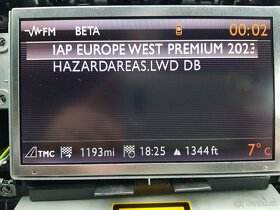 FM BETA 00:02
IAP EUROPE WEST PREMIUM 2023
HAZARDAREAS.LWD DB
TMC 1193mi 18:25 1344ft 7°c